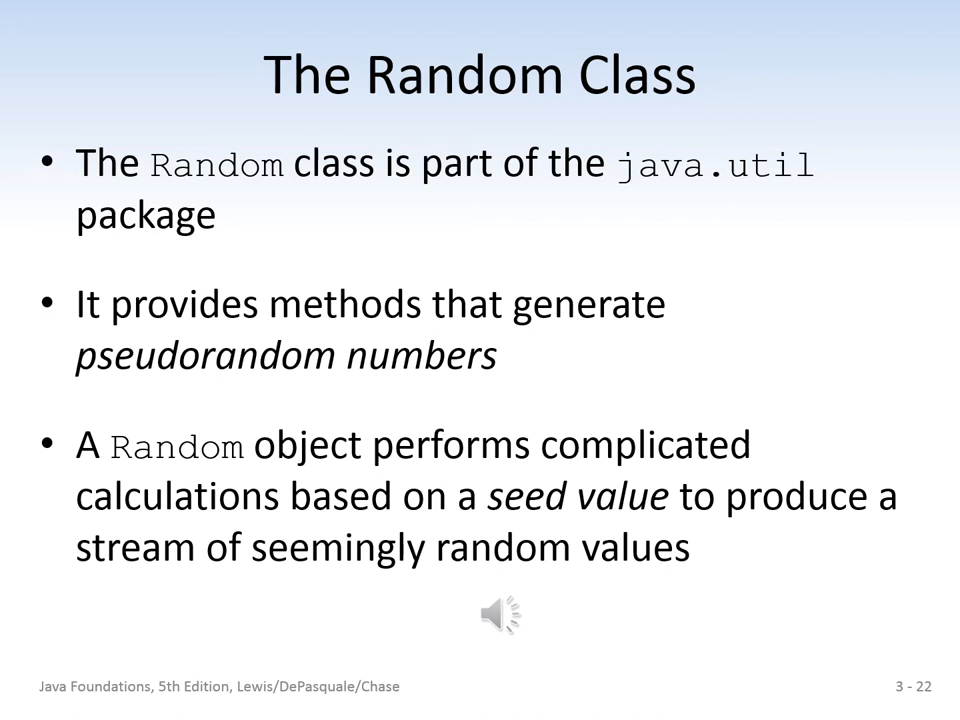 The Random Class
• The Random class is part of the java.util
package
• It provides methods that generate
pseudorandom numbers
• A Random object performs complicated
calculations based on a seed value to produce a
stream of seemingly random values
Java Foundations, 5th Edition, Lewis/DePasquale/Chase
3 - 22